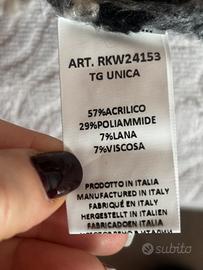 ART. RKW24153
TG UNICA
57%ACRILICO
29%POLIAMMIDE
7%LANA
7%VISCOSA
PRODOTTO IN ITALIA
MANUFACTURED IN ITALY
FABRIQUÉ EN ITALY
HERGESTELLT IN ITALIEN
FABRICADOEN ITALIA
subito